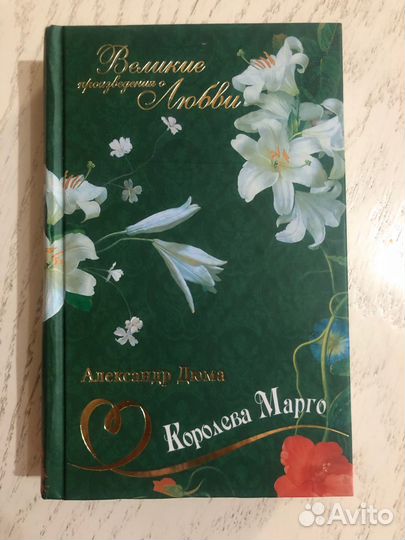 Великие
произведения о
Любви
Александр Дюма
Королева Марго
Avito